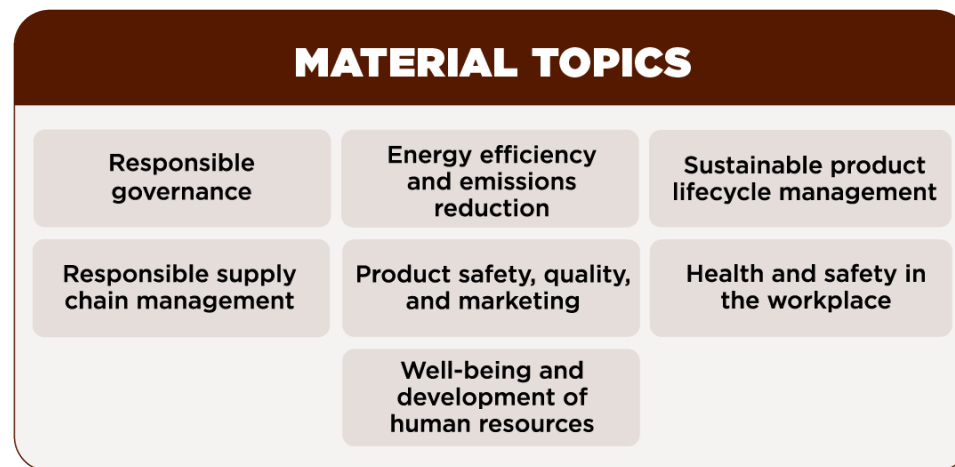 MATERIAL TOPICS
Responsible
governance
Energy efficiency
and emissions
reduction
Sustainable product
lifecycle management
Responsible supply
chain management
Product safety, quality,
and marketing
Health and safety in
the workplace
Well-being and
development of
human resources